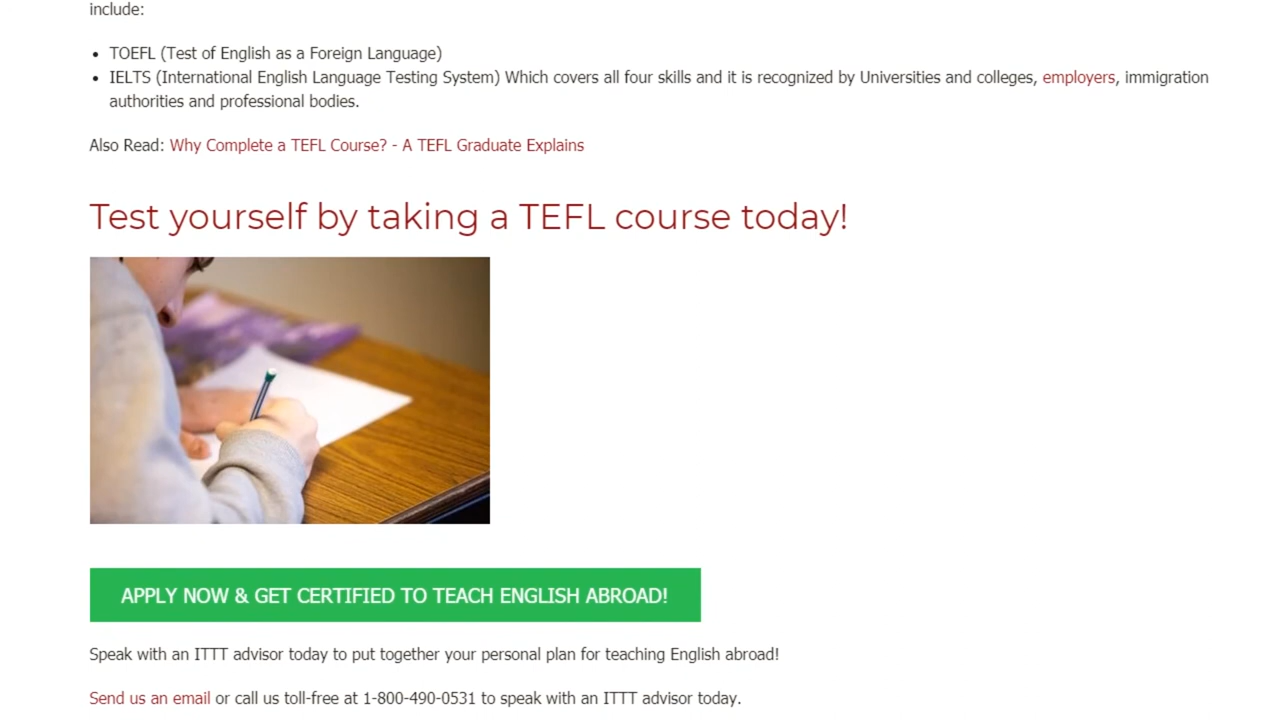 include:
TOEFL (Test of English as a Foreign Language)
IELTS (International English Language Testing System) Which covers all four skills and it is recognized by Universities and colleges, employers, immigration
authorities and professional bodies.
Also Read: Why Complete a TEFL Course? - A TEFL Graduate Explains
Test yourself by taking a TEFL course today!
APPLY NOW & GET CERTIFIED TO TEACH ENGLISH ABROAD!
Speak with an ITTT advisor today to put together your personal plan for teaching English abroad!
Send us an email or call us toll-free at 1-800-490-0531 to speak with an ITTT advisor today.